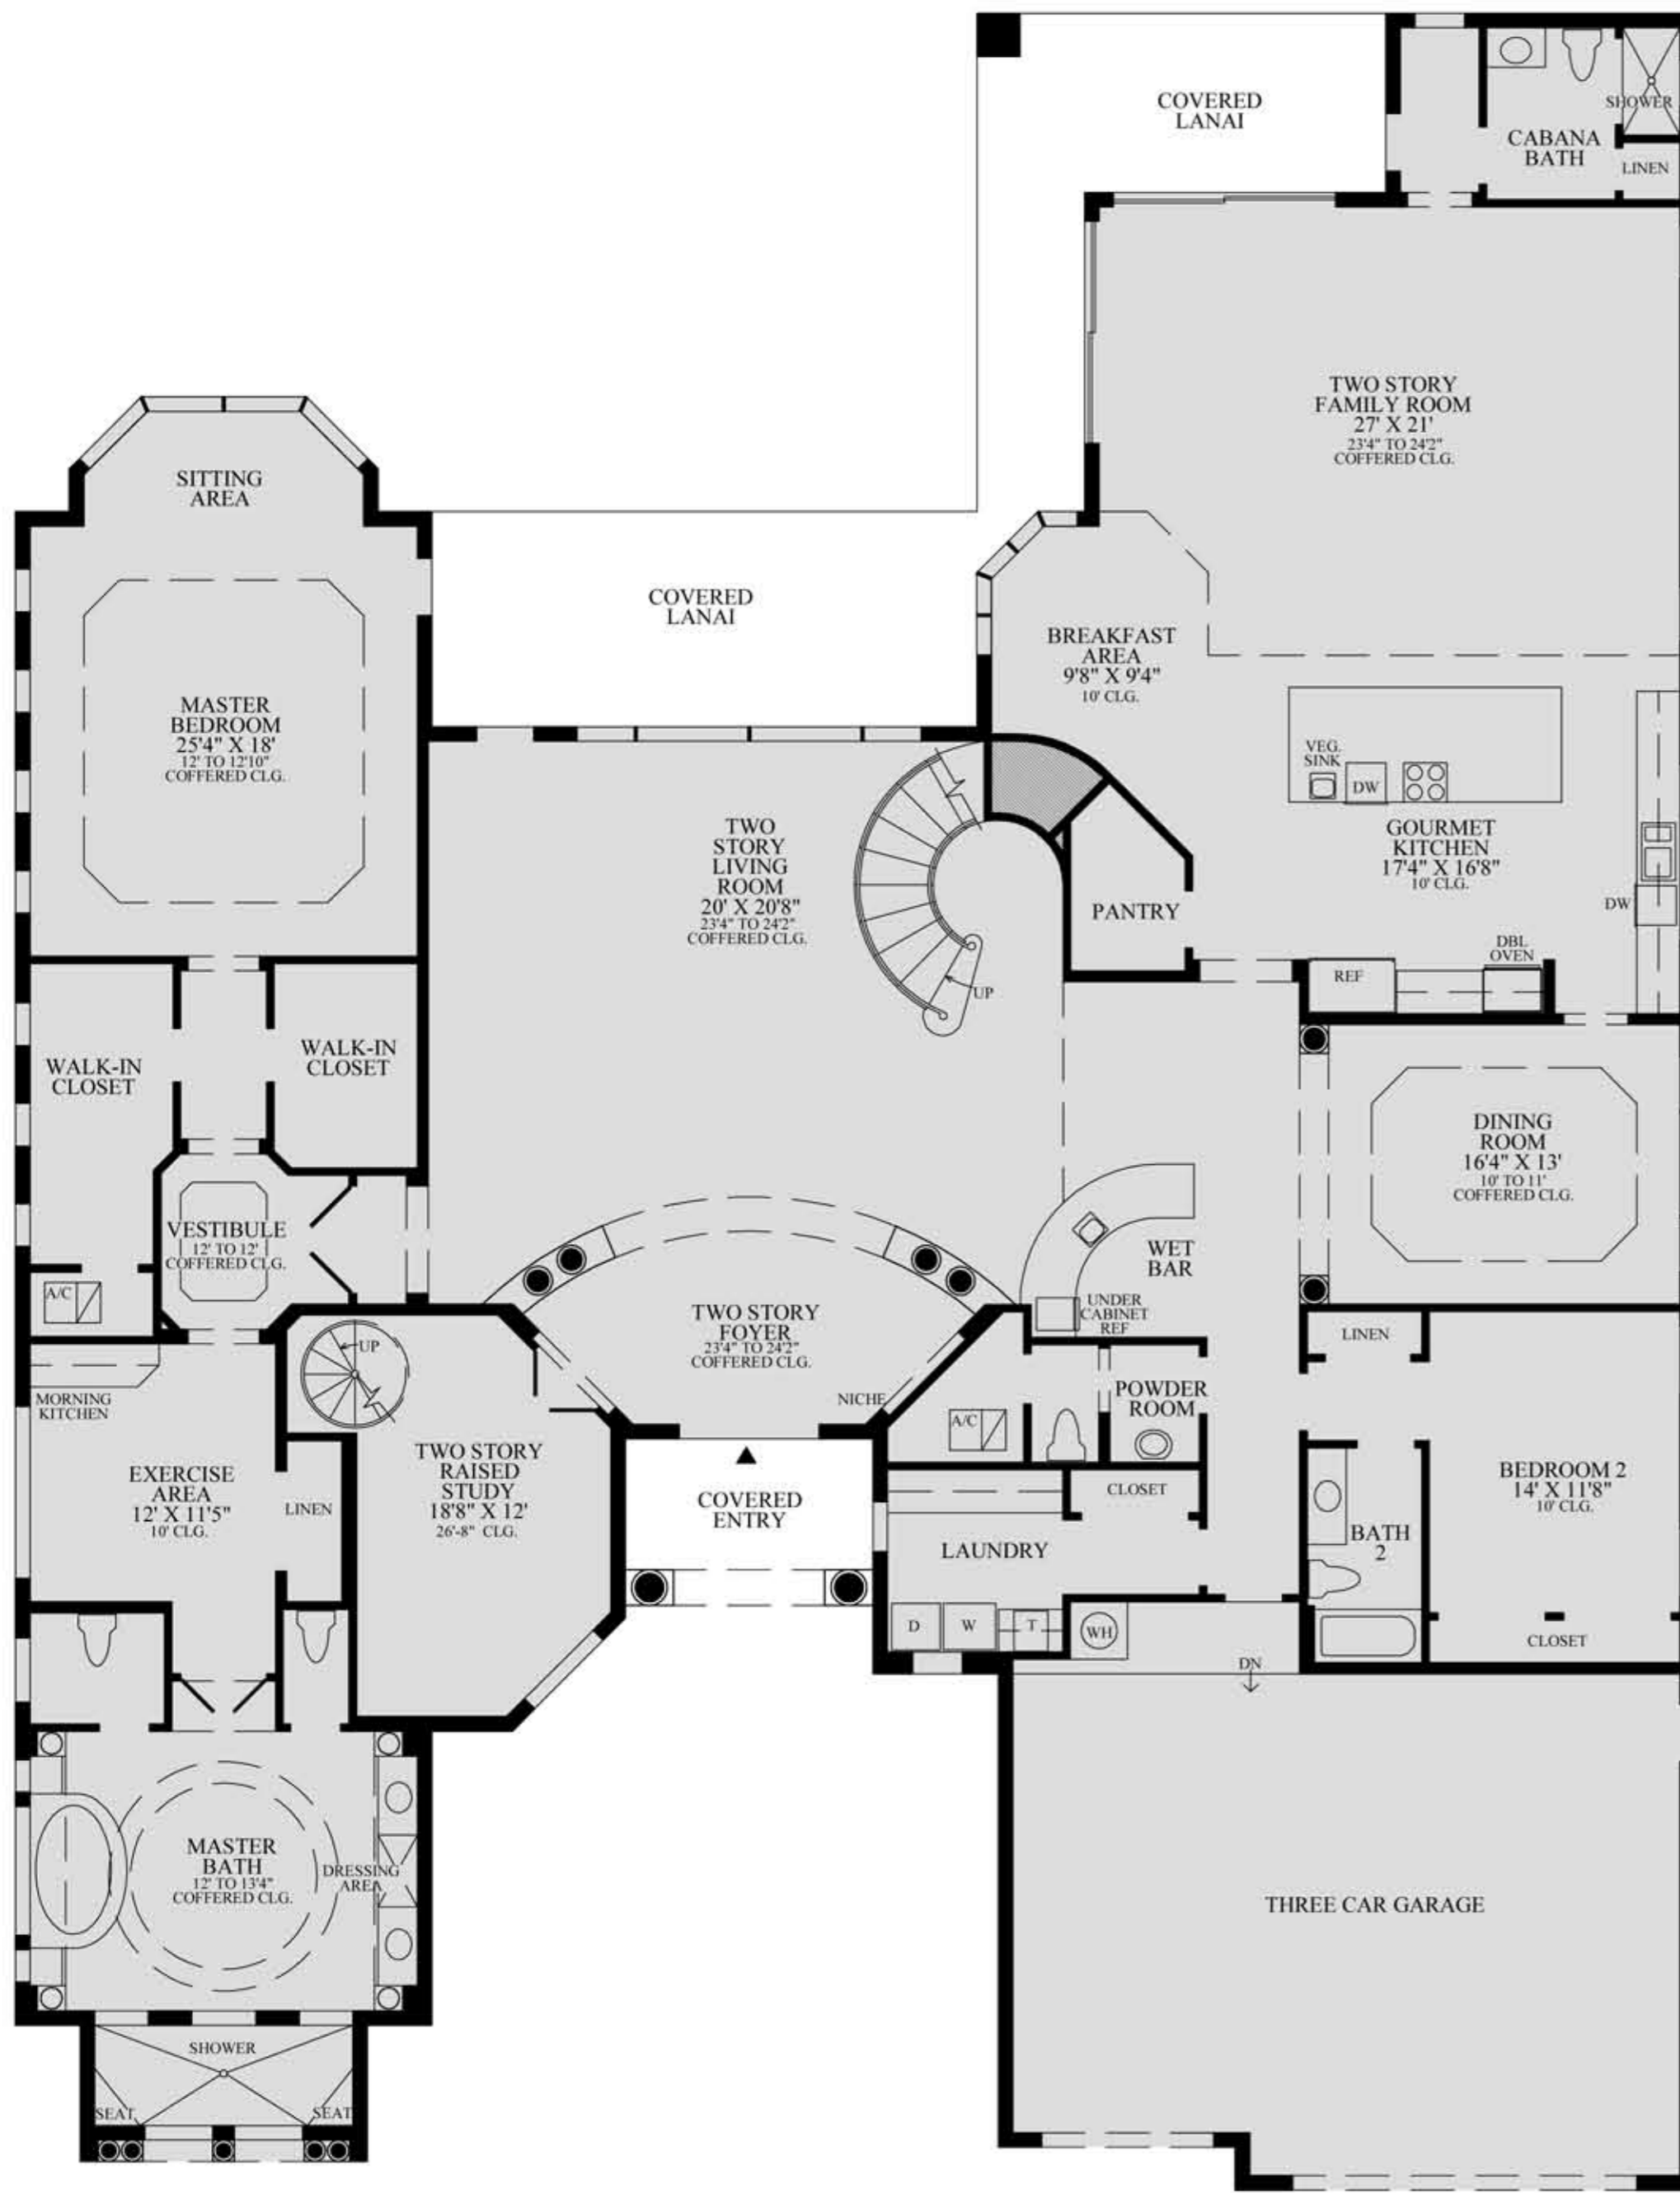 COVERED
LANAI
SHOWER
CABANA
BATH
LINEN
TWO STORY
FAMILY ROOM
27' X 21'
23'4" TO 24'2"
COFFERED CLG.
SITTING
AREA
COVERED
LANAI
BREAKFAST
AREA
9'8" X 9'4"
10' CLG.
MASTER
BEDROOM
25'4" X 18'
12' TO 12'10"
COFFERED CLG.
VEG.
SINK
DW
GOURMET
KITCHEN
17'4" X 16'8"
10' CLG.
TWO
STORY
LIVING
ROOM
20' X 20'8"
23'4" TO 24'2"
COFFERED CLG.
PANTRY
DW
DBL
OVEN
REF
UP
WALK-IN
CLOSET
WALK-IN
CLOSET
DINING
ROOM
16'4" X 13'
10' TO 11'
COFFERED CLG.
VESTIBULE
12' TO 12'
COFFERED CLG.
WET
BAR
A/C
UNDER
CABINET
REF
TWO STORY
FOYER
23'4" TO 24'2"
COFFERED CLG.
LINEN
UP
MORNING
KITCHEN
NICHE
POWDER
ROOM
A/C
TWO STORY
RAISED
STUDY
18'8" X 12'
26'-8" CLG.
EXERCISE
AREA
12' X 11'5"
10' CLG.
LINEN
COVERED
ENTRY
CLOSET
BEDROOM 2
14' X 11'8"
10' CLG.
LAUNDRY
BATH
2
D
W
T
WH
CLOSET
DN
MASTER
BATH
12' TO 13'4"
COFFERED CLG.
DRESSING
AREA
THREE CAR GARAGE
SHOWER
SEAT
SEAT